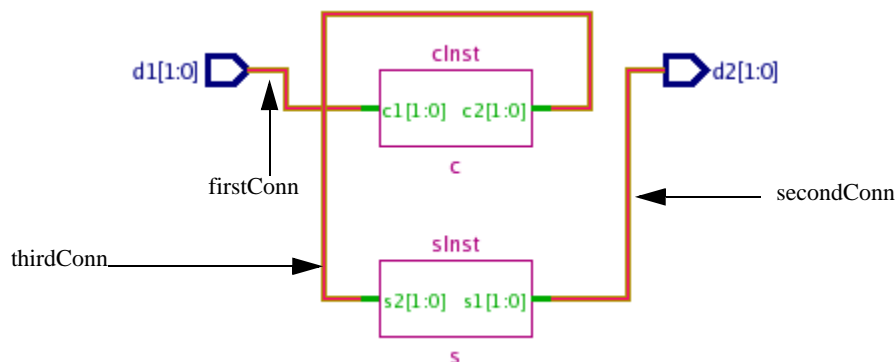 cInst
d1[1:0]
d2[1:0]
c1[1:0] c2[1:0]
c
firstConn
secondConn
sInst
thirdConn
s2[1:0] s1[1:0]
s